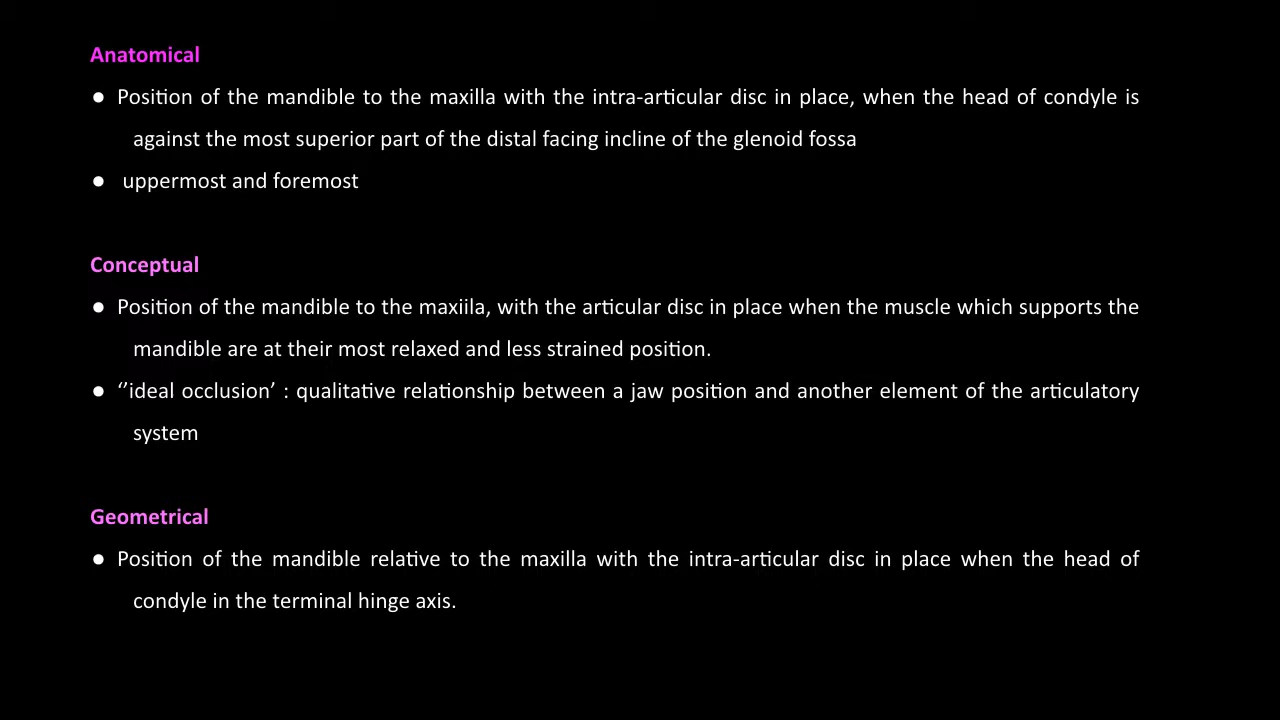 Anatomical
● Position of the mandible to the maxilla with the intra-articular disc in place, when the head of condyle is
against the most superior part of the distal facing incline of the glenoid fossa
● uppermost and foremost
Conceptual
● Position of the mandible to the maxiila, with the articular disc in place when the muscle which supports the
mandible are at their most relaxed and less strained position.
● ‘’ideal occlusion’ : qualitative relationship between a jaw position and another element of the articulatory
system
Geometrical
● Position of the mandible relative to the maxilla with the intra-articular disc in place when the head of
condyle in the terminal hinge axis.